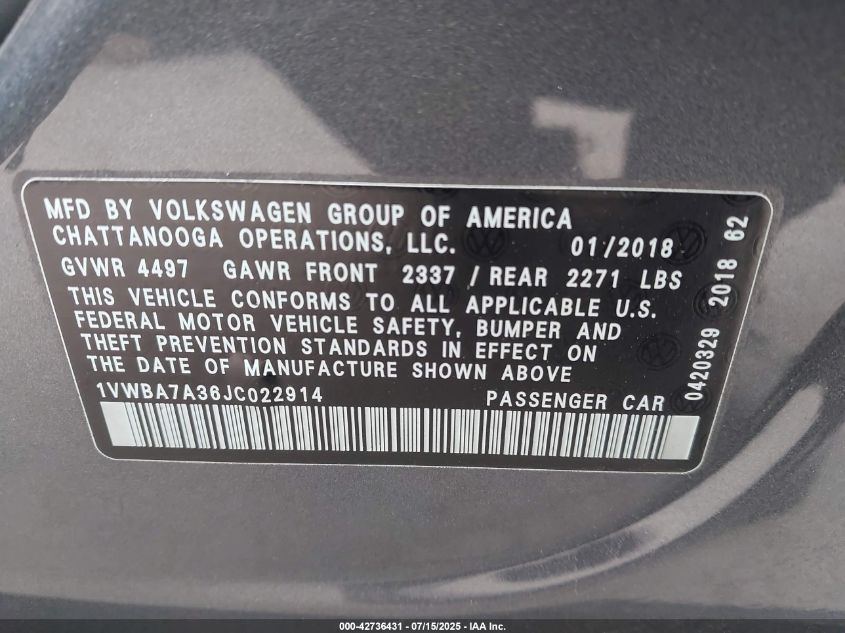 MFD BY VOLKSWAGEN GROUP OF AMERICA
CHATTANOOGA OPERATIONS, LLC. 01/2018
GVWR 4497 GAWR FRONT 2337 / REAR 2271 LBS
THIS VEHICLE CONFORMS TO ALL APPLICABLE U.S.
FEDERAL MOTOR VEHICLE SAFETY, BUMPER AND
THEFT PREVENTION STANDARDS IN EFFECT ON
THE DATE OF MANUFACTURE SHOWN ABOVE
1VWBA7A36JC022914 PASSENGER CAR
0420329 2018 62
000-42736431 - 07/15/2025 - IAA Inc.